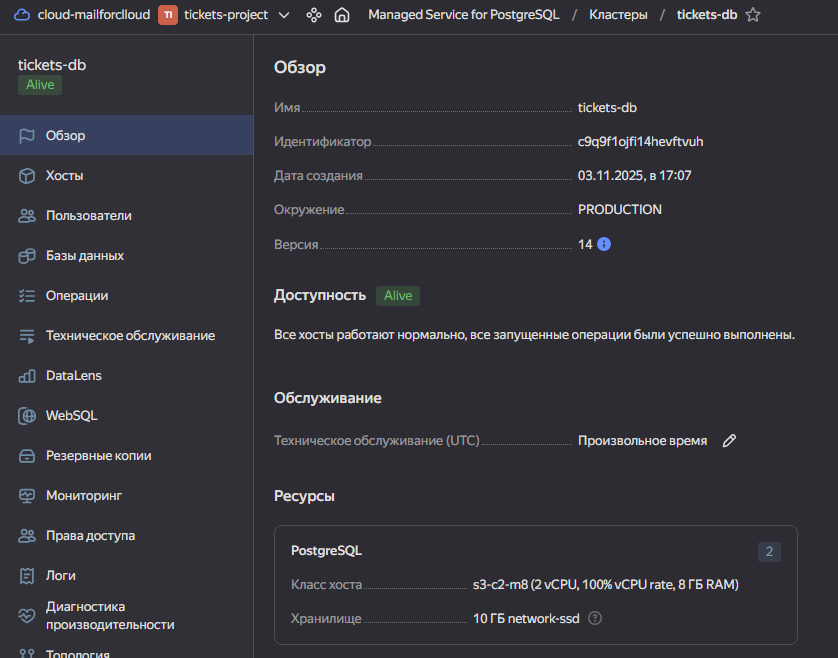 cloud-mailforclloud TI tickets-project Managed Service for PostgreSQL / Кластеры / tickets-db
tickets-db
Alive
Обзор
Хосты
Пользователи
Базы данных
Операции
Техническое обслуживание
DataLens
WebSQL
Резервные копии
Мониторинг
Права доступа
Логи
Диагностика
производительности
Топология
Обзор
Имя tickets-db
Идентификатор c9q9f1ojfi14hevftvuh
Дата создания 03.11.2025, в 17:07
Окружение PRODUCTION
Версия 14
Доступность Alive
Все хосты работают нормально, все запущенные операции были успешно выполнены.
Обслуживание
Техническое обслуживание (UTC) Произвольное время
Ресурсы
PostgreSQL 2
Класс хоста s3-c2-m8 (2 vCPU, 100% vCPU rate, 8 ГБ RAM)
Хранилище 10 ГБ network-ssd